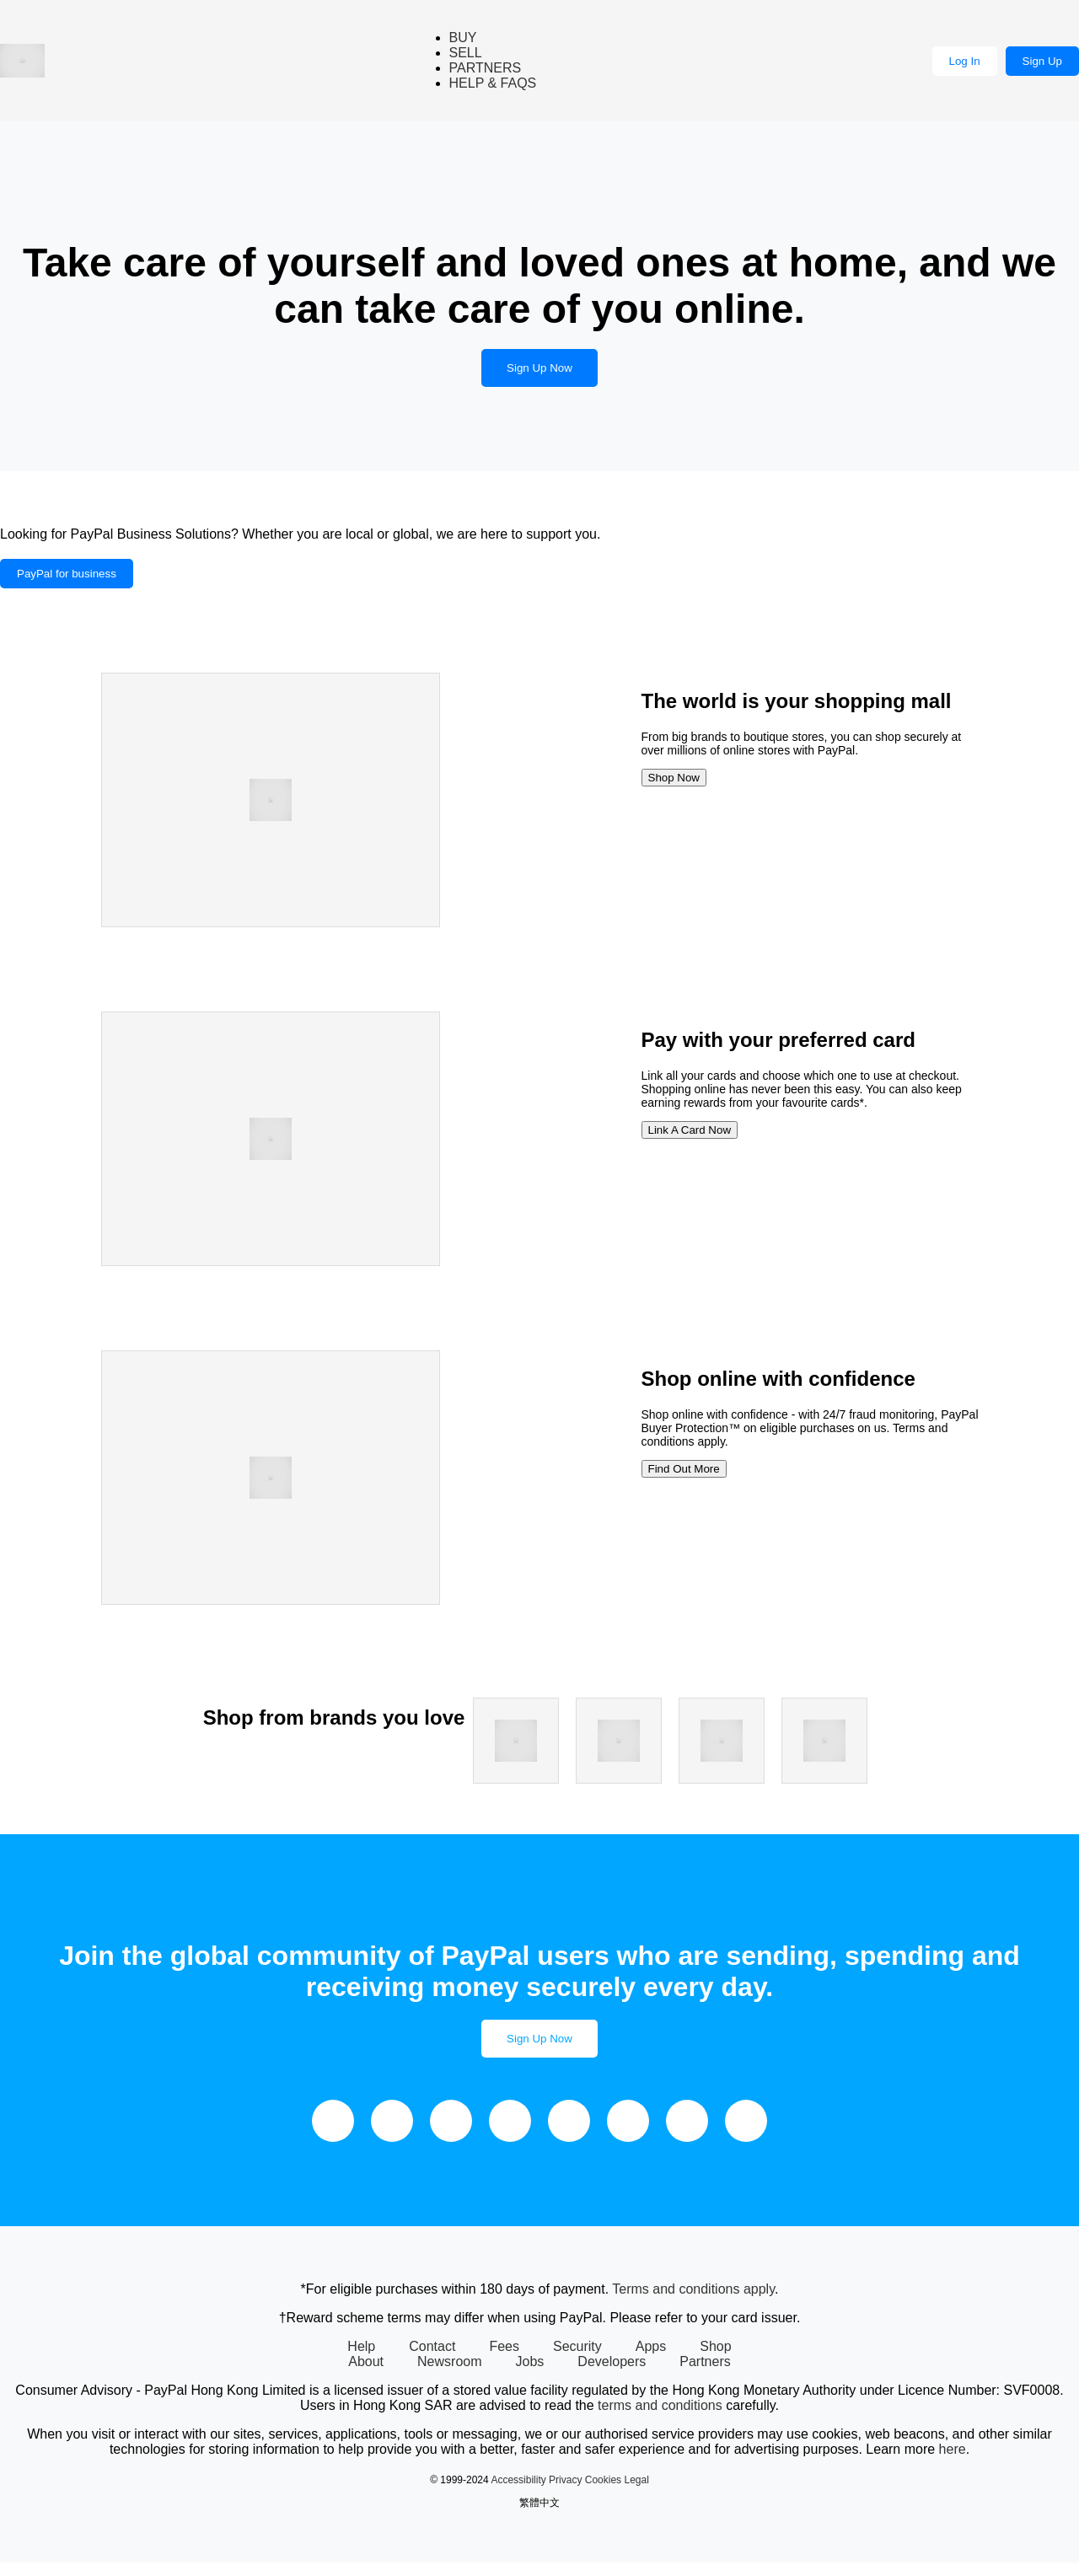 BUY
SELL
PARTNERS
HELP & FAQS
Log In
Sign Up
Take care of yourself and loved ones at home, and we
can take care of you online.
Sign Up Now
Looking for PayPal Business Solutions? Whether you are local or global, we are here to support you.
PayPal for business
The world is your shopping mall
From big brands to boutique stores, you can shop securely at
over millions of online stores with PayPal.
Shop Now
Pay with your preferred card
Link all your cards and choose which one to use at checkout.
Shopping online has never been this easy. You can also keep
earning rewards from your favourite cards*.
Link A Card Now
Shop online with confidence
Shop online with confidence - with 24/7 fraud monitoring, PayPal
Buyer Protection™ on eligible purchases on us. Terms and
conditions apply.
Find Out More
Shop from brands you love
Join the global community of PayPal users who are sending, spending and
receiving money securely every day.
Sign Up Now
*For eligible purchases within 180 days of payment. Terms and conditions apply.
†Reward scheme terms may differ when using PayPal. Please refer to your card issuer.
Help Contact Fees Security Apps Shop
About Newsroom Jobs Developers Partners
Consumer Advisory - PayPal Hong Kong Limited is a licensed issuer of a stored value facility regulated by the Hong Kong Monetary Authority under Licence Number: SVF0008.
Users in Hong Kong SAR are advised to read the terms and conditions carefully.
When you visit or interact with our sites, services, applications, tools or messaging, we or our authorised service providers may use cookies, web beacons, and other similar
technologies for storing information to help provide you with a better, faster and safer experience and for advertising purposes. Learn more here.
© 1999-2024 Accessibility Privacy Cookies Legal
繁體中文